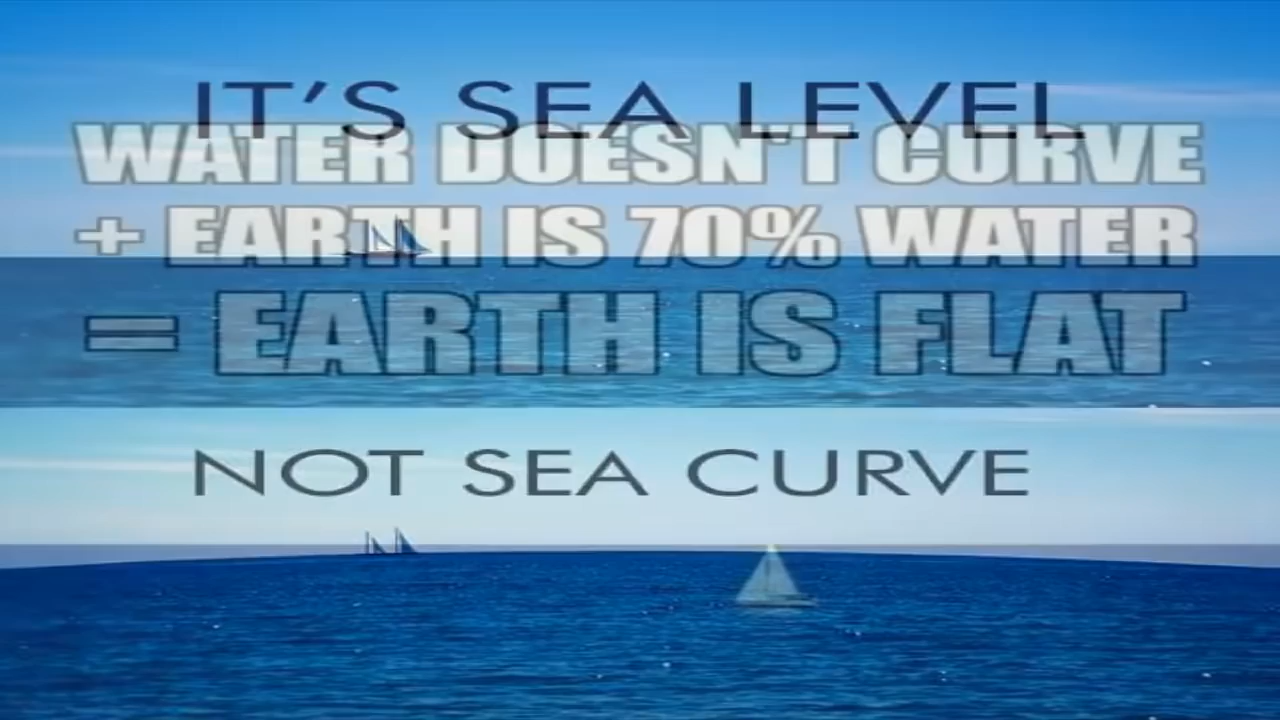 IT'S SEA LEVEL
WATER DOESN'T CURVE
+ EARTH IS 70% WATER
= EARTH IS FLAT
NOT SEA CURVE